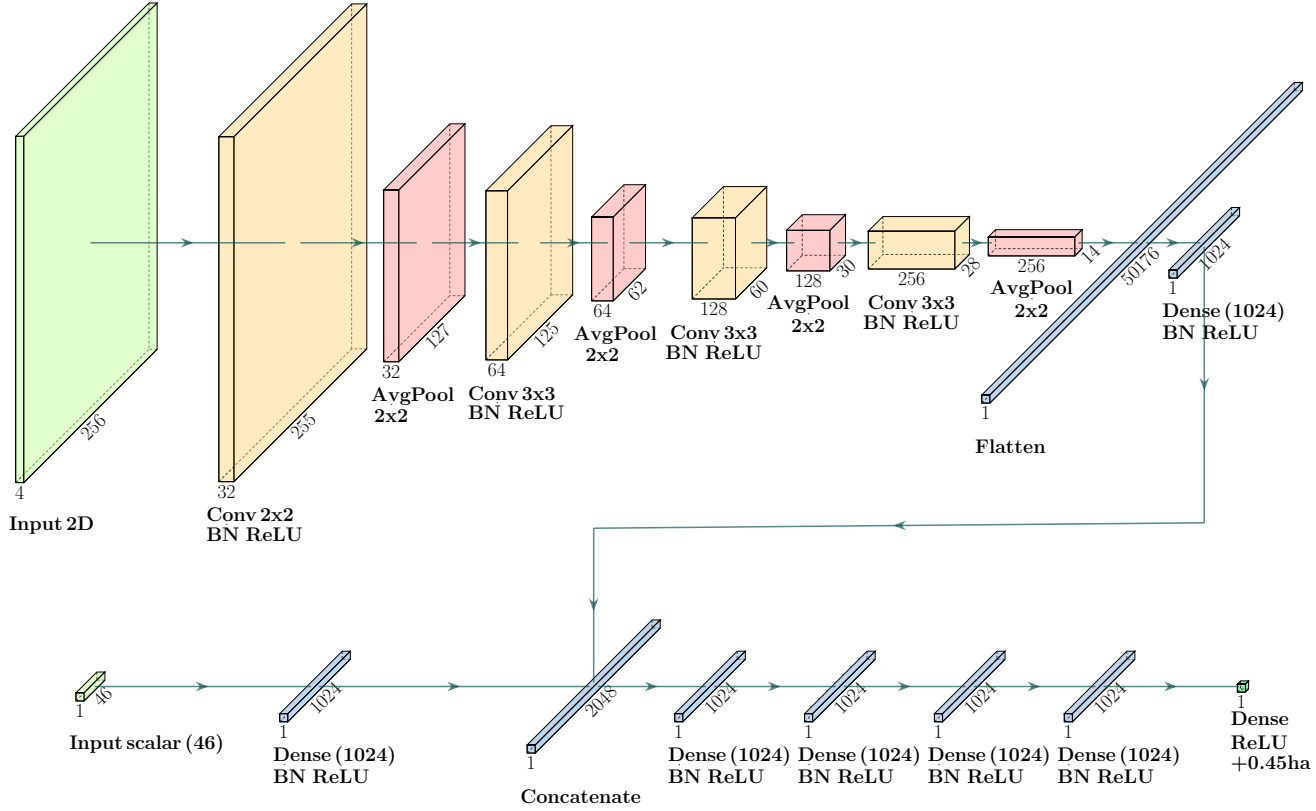 4
256
Input 2D
32
255
Conv 2x2
BN ReLU
32
127
AvgPool
2x2
64
125
Conv 3x3
BN ReLU
64
62
AvgPool
2x2
128
60
Conv 3x3
BN ReLU
128
30
AvgPool
2x2
256
28
Conv 3x3
BN ReLU
256
14
AvgPool
2x2
1
50176
Flatten
1
1024
Dense (1024)
BN ReLU
1
46
Input scalar (46)
1
1024
Dense (1024)
BN ReLU
1
2048
Concatenate
1
1024
Dense (1024)
BN ReLU
1
1024
Dense (1024)
BN ReLU
1
1024
Dense (1024)
BN ReLU
1
1024
Dense (1024)
BN ReLU
1
Dense
ReLU
+0.45ha